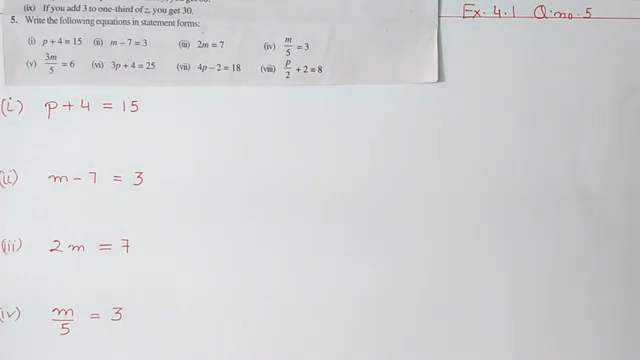 (ix) If you add 3 to one-third of z, you get 30.
5. Write the following equations in statement forms:
(i) p + 4 = 15 (ii) m − 7 = 3 (iii) 2m = 7 (iv) m/5 = 3
(v) 3m/5 = 6 (vi) 3p + 4 = 25 (vii) 4p − 2 = 18 (viii) p/2 + 2 = 8
Ex. 4.1 Q. no. 5
(i) p + 4 = 15
(ii) m − 7 = 3
(iii) 2m = 7
(iv) m/5 = 3